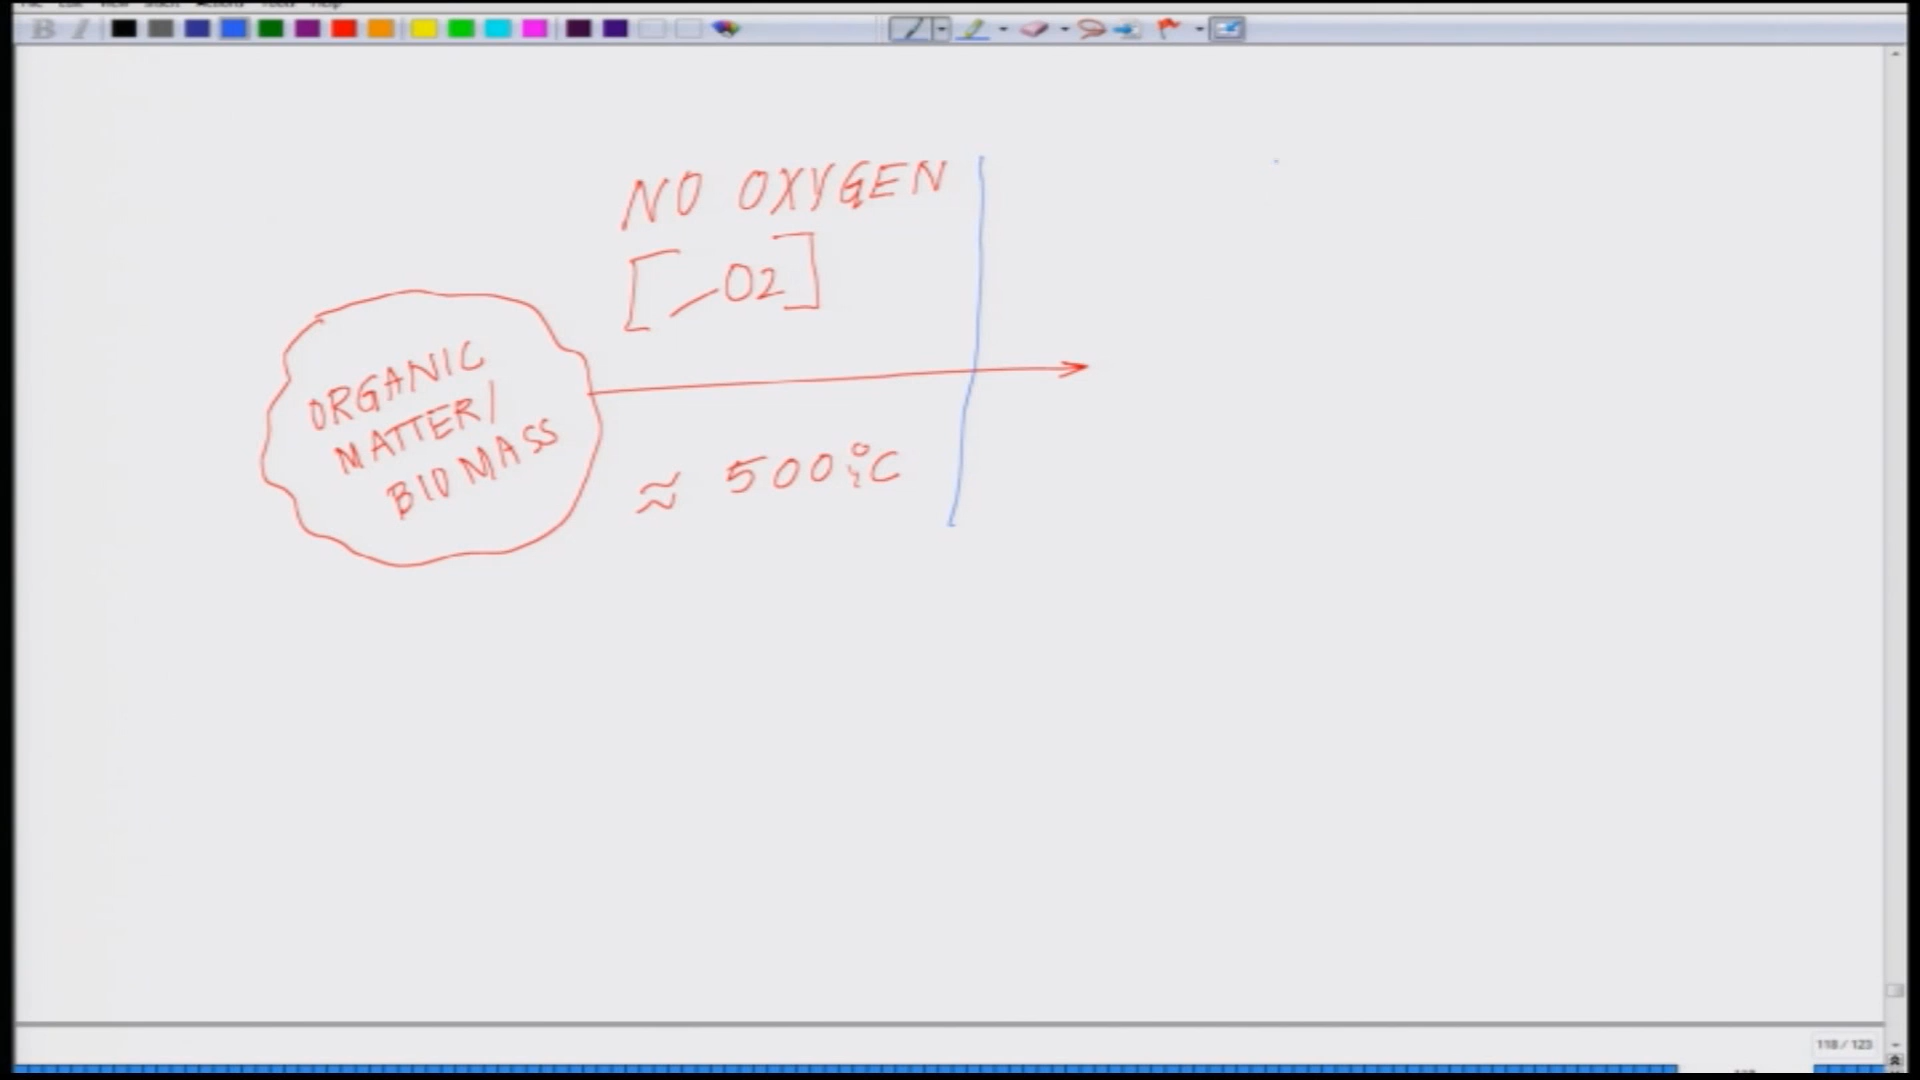 NO OXYGEN
[-O2]
ORGANIC
MATTER/
BIOMASS
≈ 500°C
118 / 123